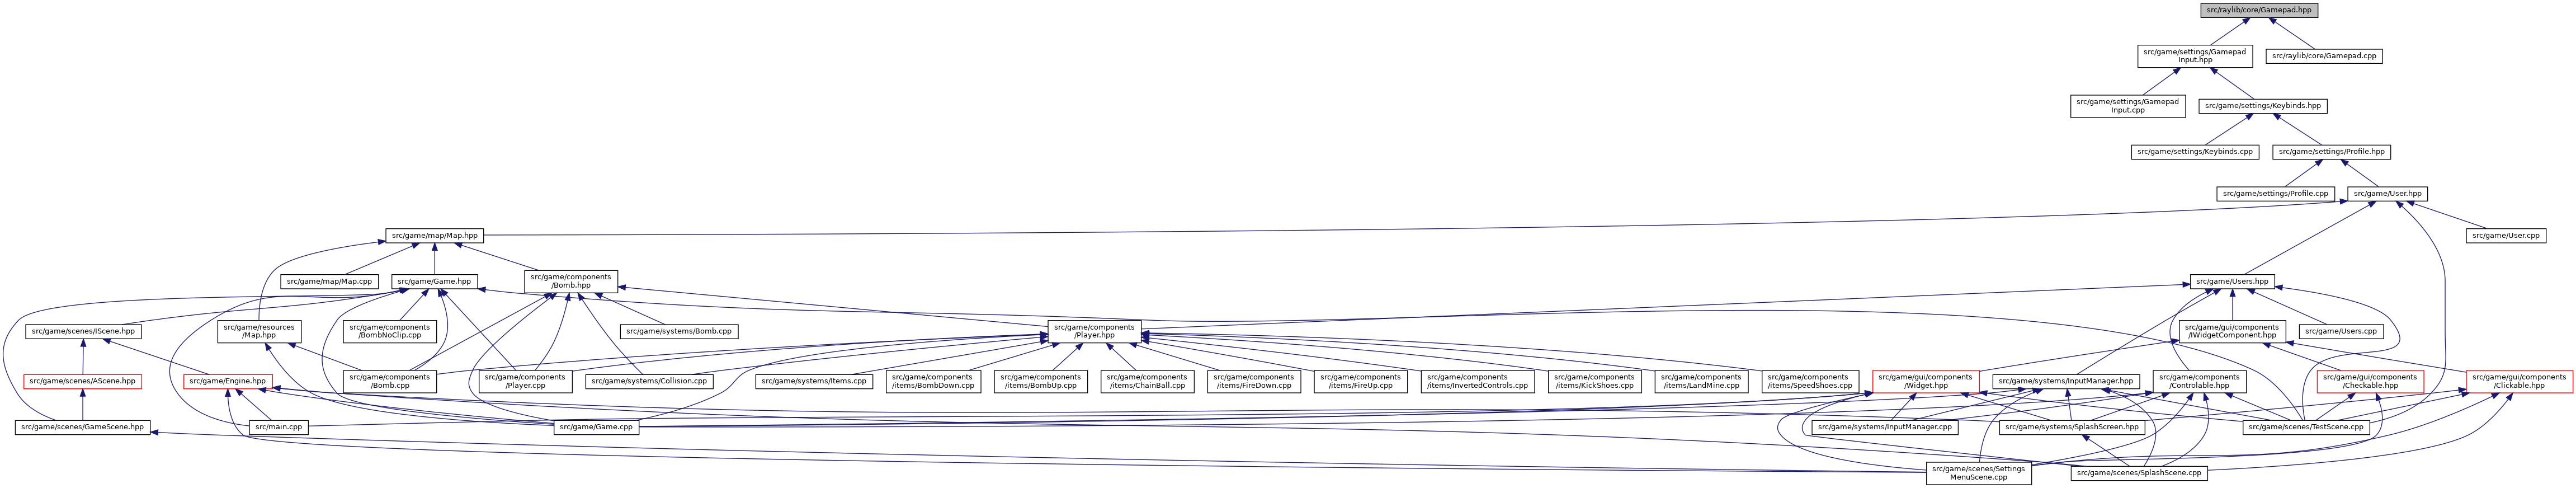 src/raylib/core/Gamepad.hpp
src/game/settings/Gamepad
Input.hpp
src/raylib/core/Gamepad.cpp
src/game/settings/Gamepad
Input.cpp
src/game/settings/Keybinds.hpp
src/game/settings/Keybinds.cpp
src/game/settings/Profile.hpp
src/game/settings/Profile.cpp
src/game/User.hpp
src/game/map/Map.hpp
src/game/User.cpp
src/game/map/Map.cpp
src/game/Game.hpp
src/game/components
/Bomb.hpp
src/game/Users.hpp
src/game/scenes/IScene.hpp
src/game/resources
/Map.hpp
src/game/components
/BombNoClip.cpp
src/game/systems/Bomb.cpp
src/game/components
/Player.hpp
src/game/gui/components
/IWidgetComponent.hpp
src/game/Users.cpp
src/game/scenes/AScene.hpp
src/game/Engine.hpp
src/game/components
/Bomb.cpp
src/game/components
/Player.cpp
src/game/systems/Collision.cpp
src/game/systems/Items.cpp
src/game/components
/items/BombDown.cpp
src/game/components
/items/BombUp.cpp
src/game/components
/items/ChainBall.cpp
src/game/components
/items/FireDown.cpp
src/game/components
/items/FireUp.cpp
src/game/components
/items/InvertedControls.cpp
src/game/components
/items/KickShoes.cpp
src/game/components
/items/LandMine.cpp
src/game/components
/items/SpeedShoes.cpp
src/game/gui/components
/Widget.hpp
src/game/systems/InputManager.hpp
src/game/components
/Controlable.hpp
src/game/gui/components
/Checkable.hpp
src/game/gui/components
/Clickable.hpp
src/game/scenes/GameScene.hpp
src/main.cpp
src/game/Game.cpp
src/game/systems/InputManager.cpp
src/game/systems/SplashScreen.hpp
src/game/scenes/TestScene.cpp
src/game/scenes/Settings
MenuScene.cpp
src/game/scenes/SplashScene.cpp